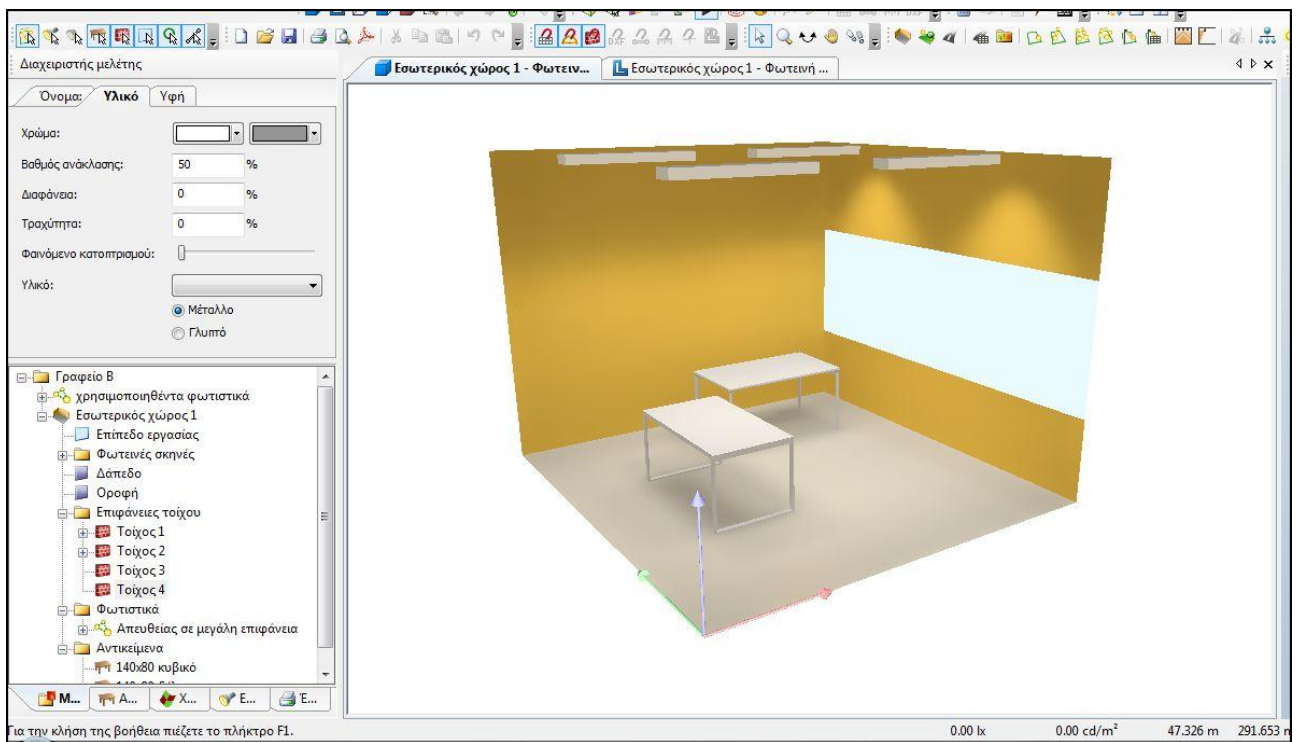 Διαχειριστής μελέτης
Εσωτερικός χώρος 1 - Φωτειν...
Εσωτερικός χώρος 1 - Φωτεινή ...
Όνομα:
Υλικό
Υφή
Χρώμα:
Βαθμός ανάκλασης: 50 %
Διαφάνεια: 0 %
Τραχύτητα: 0 %
Φαινόμενο κατοπτρισμού:
Υλικό:
Μέταλλο
Γλυπτό
Γραφείο Β
χρησιμοποιηθέντα φωτιστικά
Εσωτερικός χώρος 1
Επίπεδο εργασίας
Φωτεινές σκηνές
Δάπεδο
Οροφή
Επιφάνειες τοίχου
Τοίχος 1
Τοίχος 2
Τοίχος 3
Τοίχος 4
Φωτιστικά
Απευθείας σε μεγάλη επιφάνεια
Αντικείμενα
140x80 κυβικό
Μ... Α... Χ... Ε... Έ...
Για την κλήση της βοήθεια πιέζετε το πλήκτρο F1. 0.00 lx 0.00 cd/m² 47.326 m 291.653 m